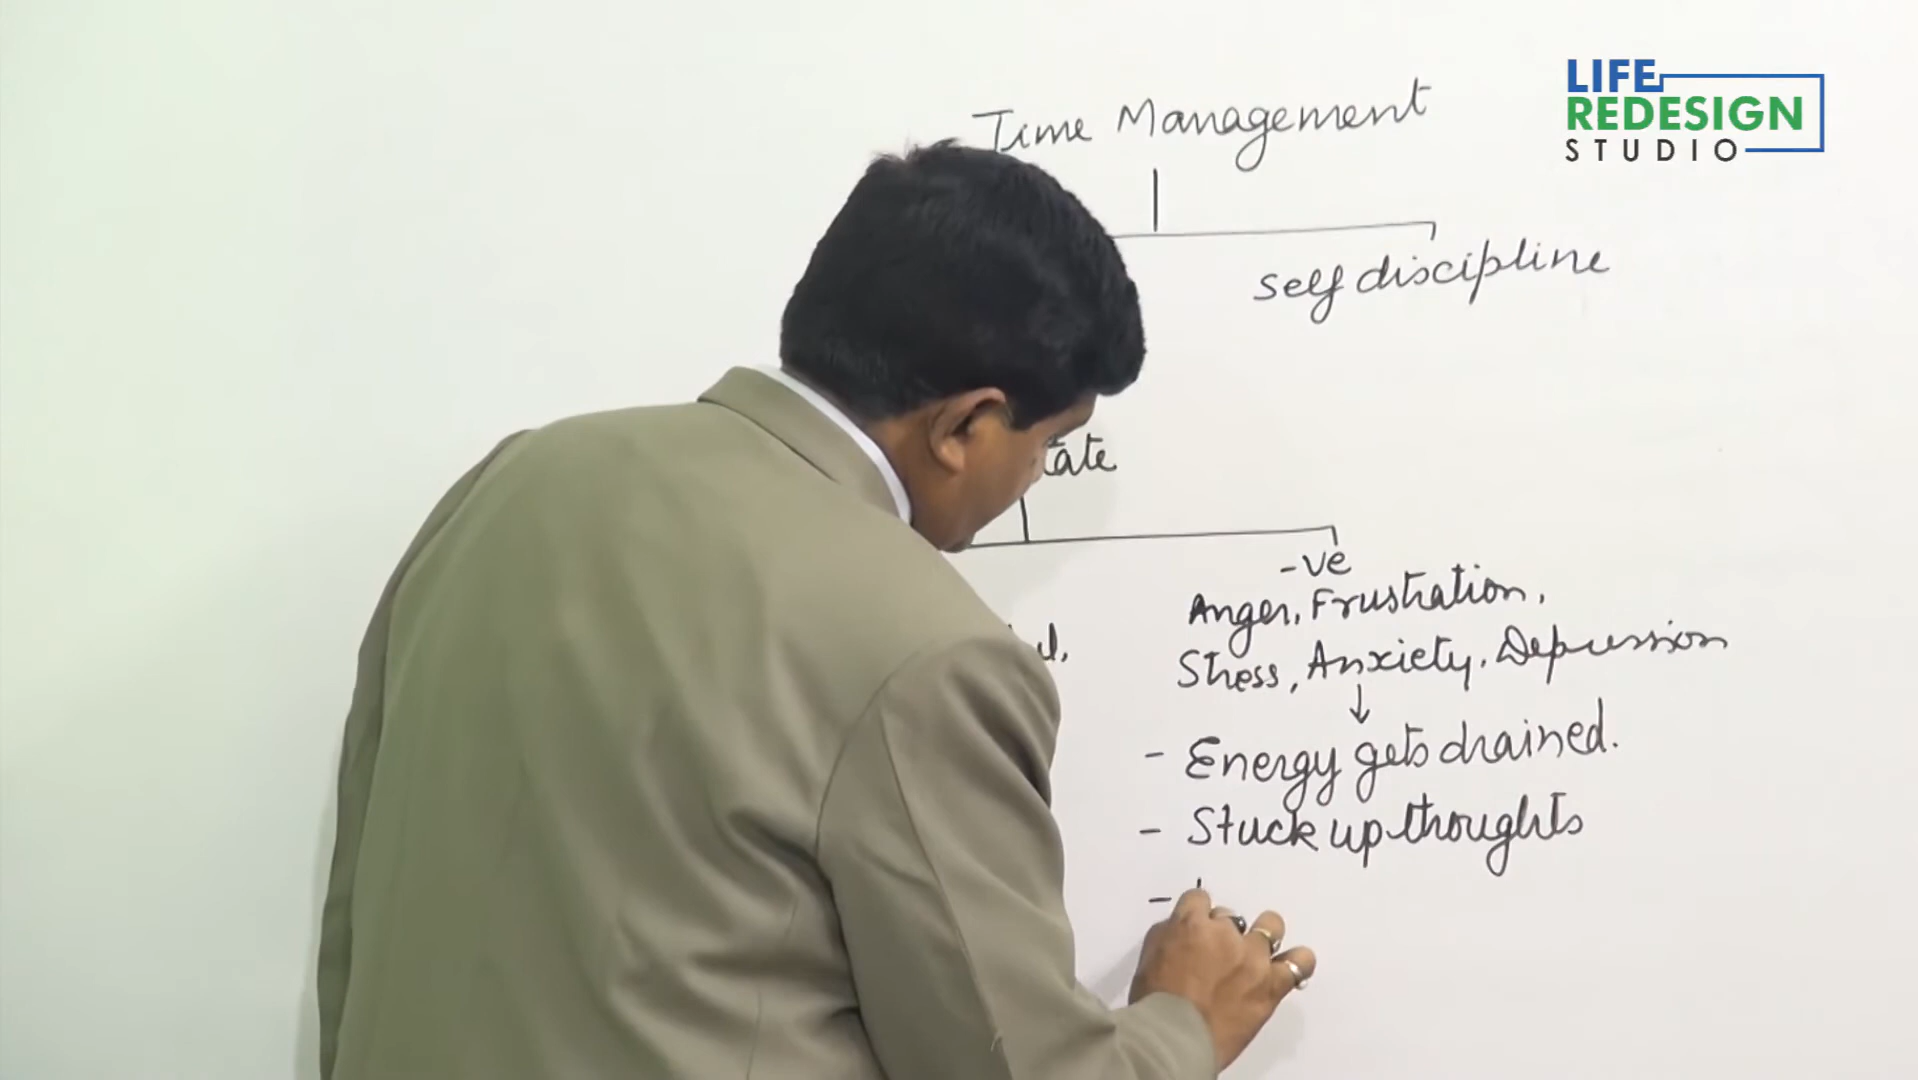 LIFE
REDESIGN
STUDIO
Time Management
self discipline
-ve
Anger, Frustration,
Stress, Anxiety, Depression
↓
- Energy gets drained.
- Stuck up thoughts
-